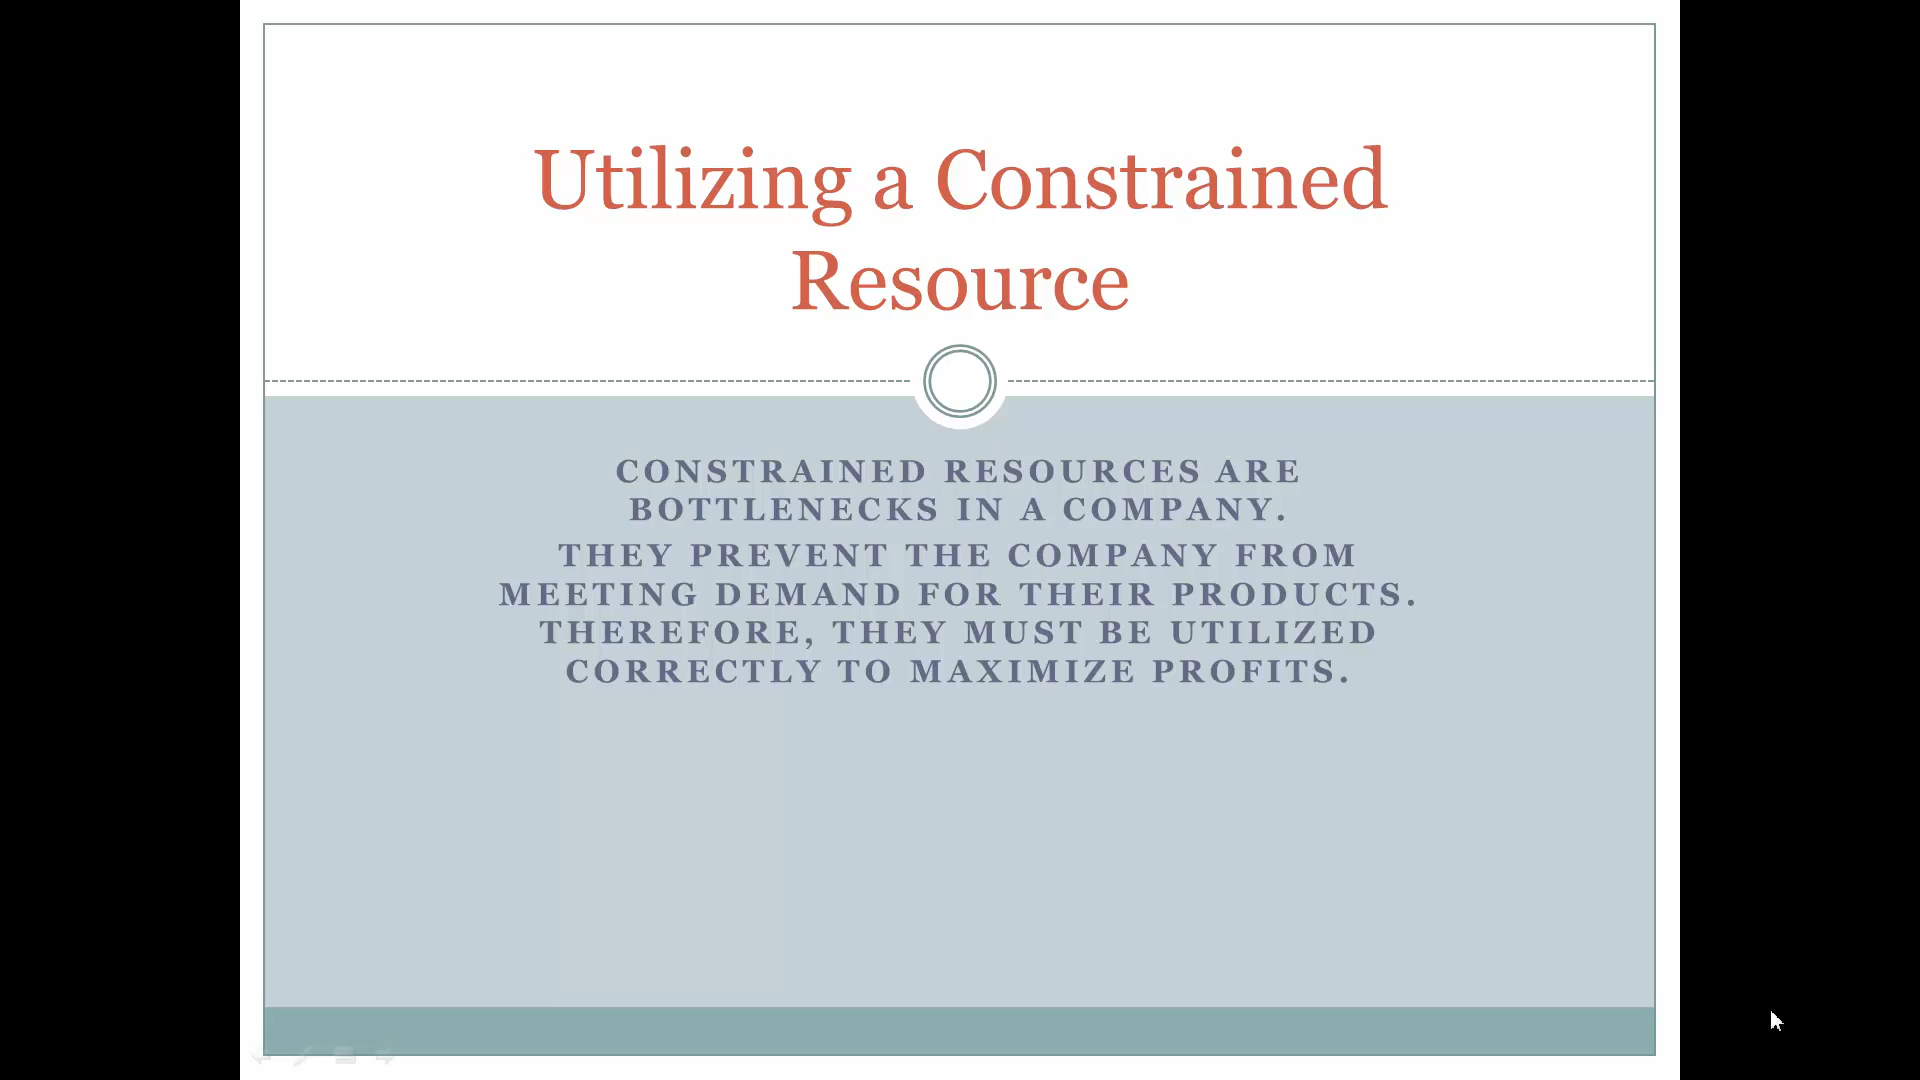 Utilizing a Constrained
Resource
CONSTRAINED RESOURCES ARE
BOTTLENECKS IN A COMPANY.
THEY PREVENT THE COMPANY FROM
MEETING DEMAND FOR THEIR PRODUCTS.
THEREFORE, THEY MUST BE UTILIZED
CORRECTLY TO MAXIMIZE PROFITS.